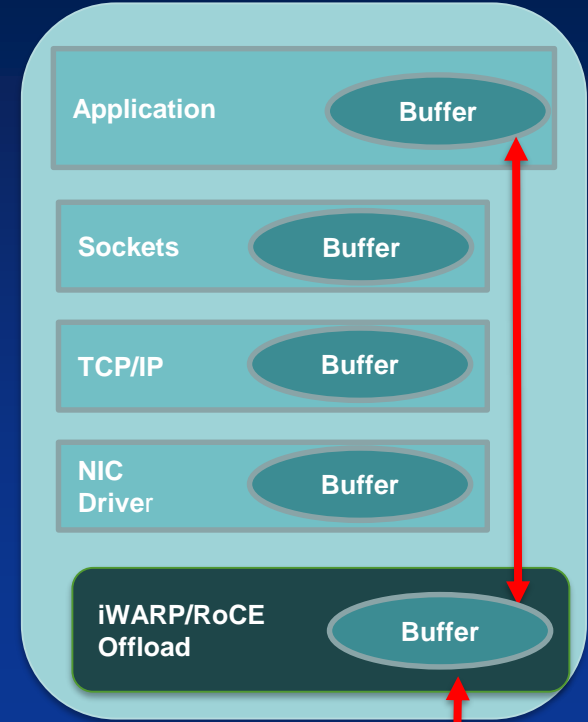 Application
Buffer
Sockets
Buffer
TCP/IP
Buffer
NIC
Driver
Buffer
iWARP/RoCE
Offload
Buffer